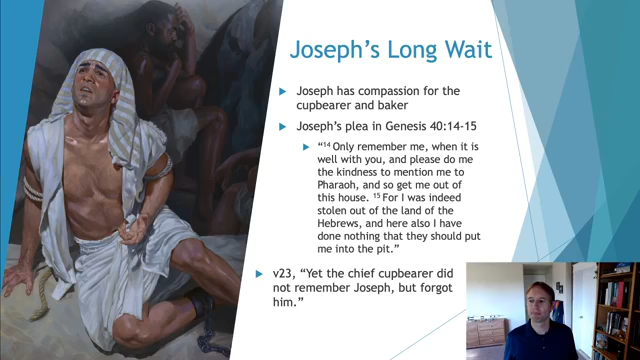 Joseph's Long Wait
Joseph has compassion for the
cupbearer and baker
Joseph's plea in Genesis 40:14-15
"14 Only remember me, when it is
well with you, and please do me
the kindness to mention me to
Pharaoh, and so get me out of
this house. 15 For I was indeed
stolen out of the land of the
Hebrews, and here also I have
done nothing that they should put
me into the pit."
v23, "Yet the chief cupbearer did
not remember Joseph, but forgot
him."